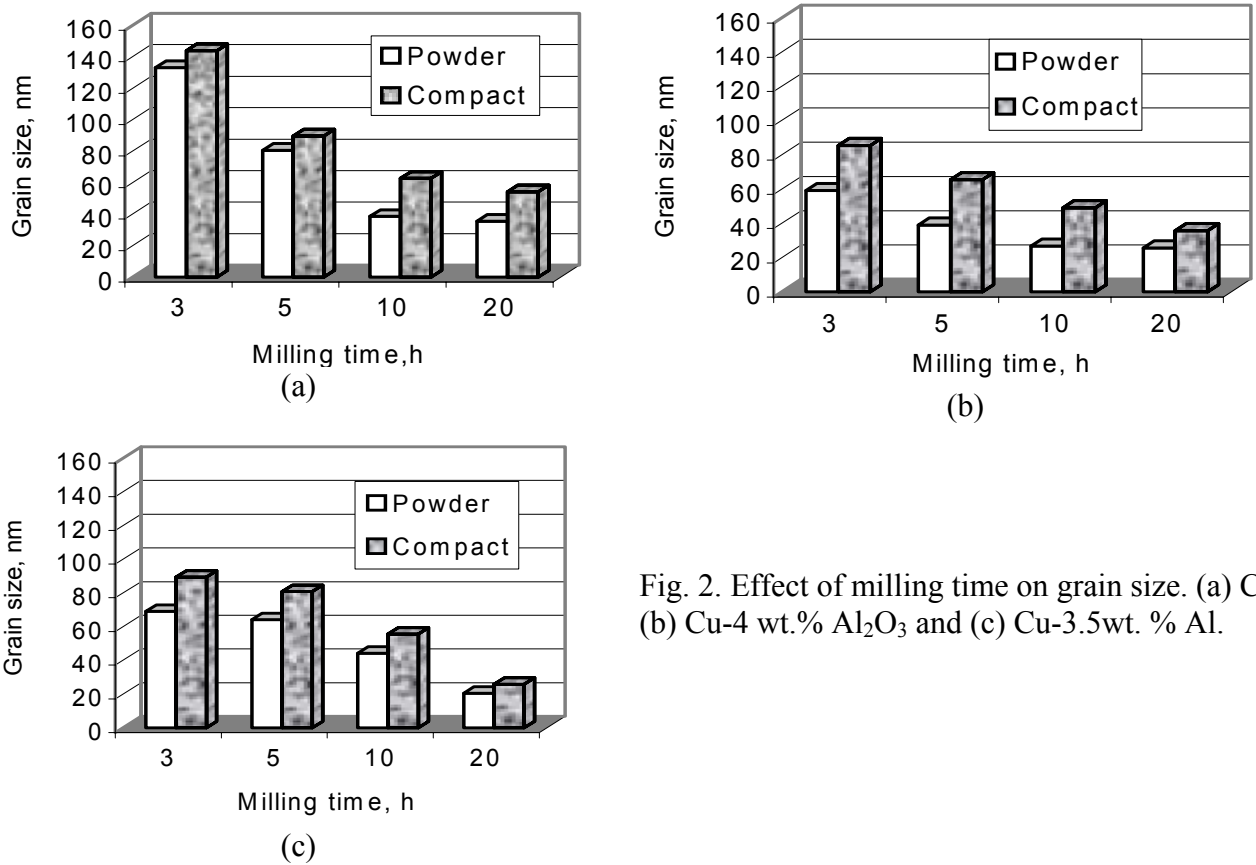 160
140
120
100
80
60
40
20
0
Grain size, nm
Powder
Compact
3 5 10 20
Milling time,h
(a)
160
140
120
100
80
60
40
20
0
Grain size, nm
Powder
Compact
3 5 10 20
Milling time, h
(b)
160
140
120
100
80
60
40
20
0
Grain size, nm
Powder
Compact
3 5 10 20
Milling time, h
(c)
Fig. 2. Effect of milling time on grain size. (a)
(b) Cu-4 wt.% Al₂O₃ and (c) Cu-3.5wt. % Al.